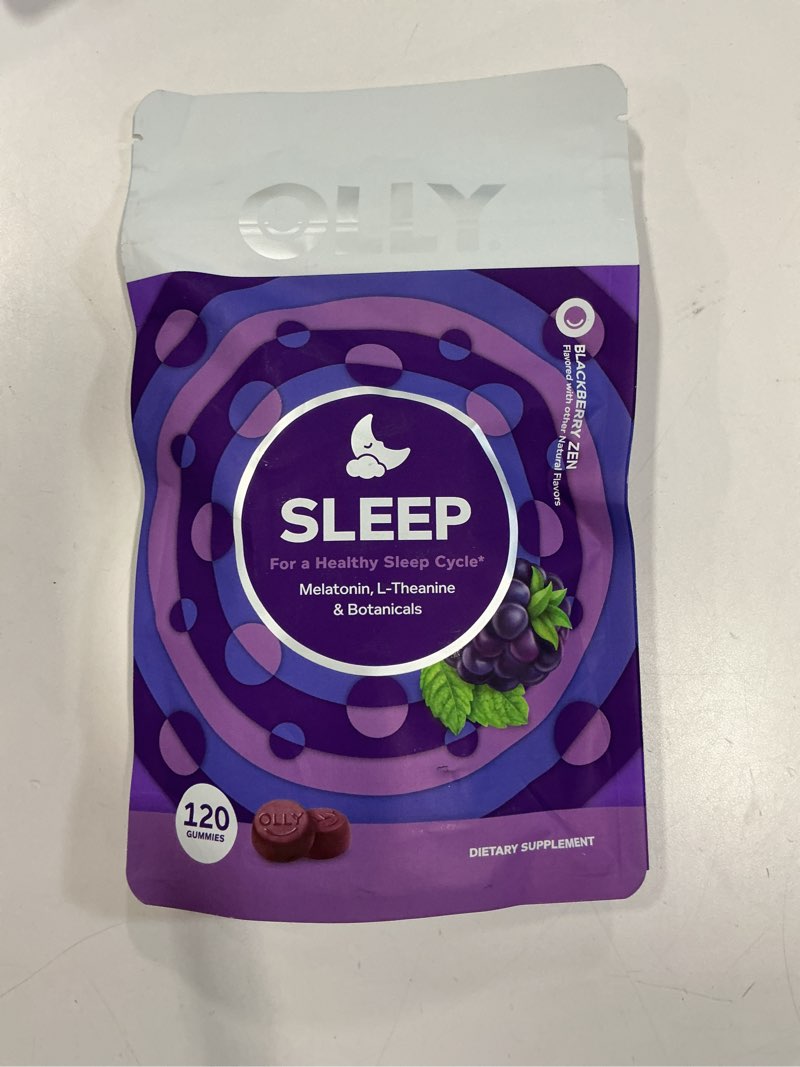 OLLY.
BLACKBERRY ZEN
Flavored with other Natural Flavors
SLEEP
For a Healthy Sleep Cycle*
Melatonin, L-Theanine
& Botanicals
120
GUMMIES
OLLY
DIETARY SUPPLEMENT